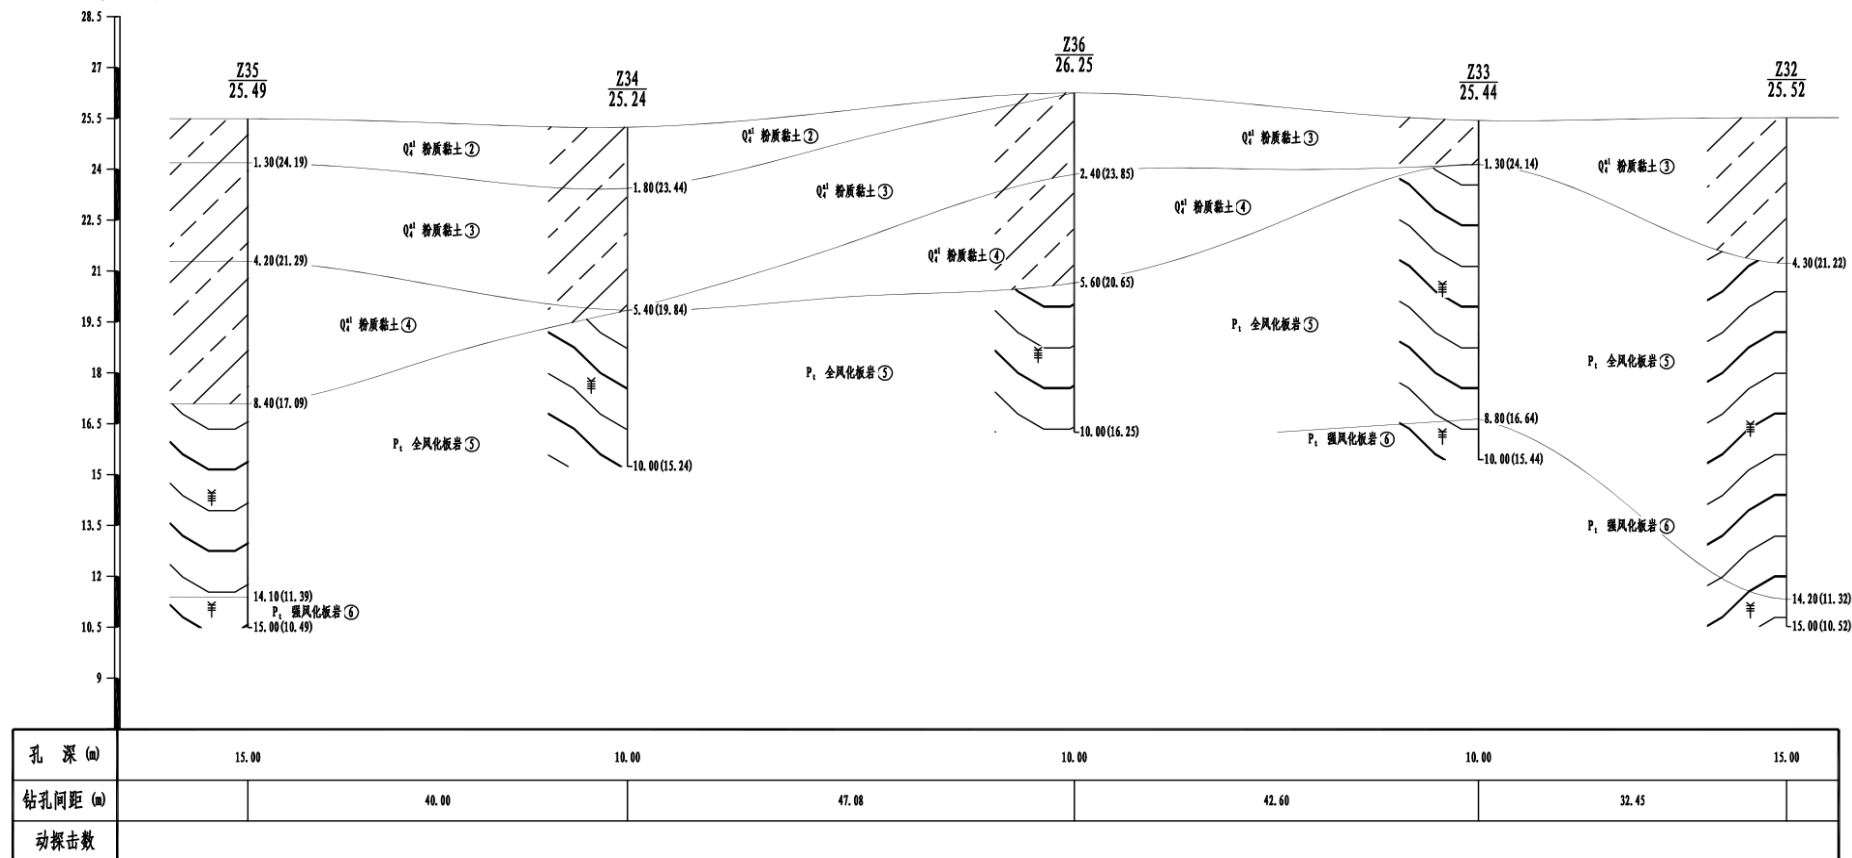 28.5
27
25.5
24
22.5
21
19.5
18
16.5
15
13.5
12
10.5
9
Z35
25.49
Z34
25.24
Z36
26.25
Z33
25.44
Z32
25.52
Q₄ᵃˡ 粉质黏土②
Q₄ᵃˡ 粉质黏土②
Q₄ᵃˡ 粉质黏土③
Q₄ᵃˡ 粉质黏土③
1.30(24.19)
1.80(23.44)
Q₄ᵃˡ 粉质黏土③
2.40(23.85)
1.30(24.14)
Q₄ᵃˡ 粉质黏土③
Q₄ᵃˡ 粉质黏土④
4.20(21.29)
Q₄ᵃˡ 粉质黏土④
5.60(20.65)
4.30(21.22)
Q₄ᵃˡ 粉质黏土④
5.40(19.84)
Pₜ 全风化板岩⑤
Pₜ 全风化板岩⑤
Pₜ 全风化板岩⑤
8.40(17.09)
Pₜ 全风化板岩⑤
10.00(15.24)
10.00(16.25)
Pₜ 强风化板岩⑥
8.80(16.64)
10.00(15.44)
Pₜ 强风化板岩⑥
14.10(11.39)
Pₜ 强风化板岩⑥
15.00(10.49)
14.20(11.32)
15.00(10.52)
孔 深(m) 15.00 10.00 10.00 10.00 15.00
钻孔间距(m) 40.00 47.08 42.60 32.45
动探击数